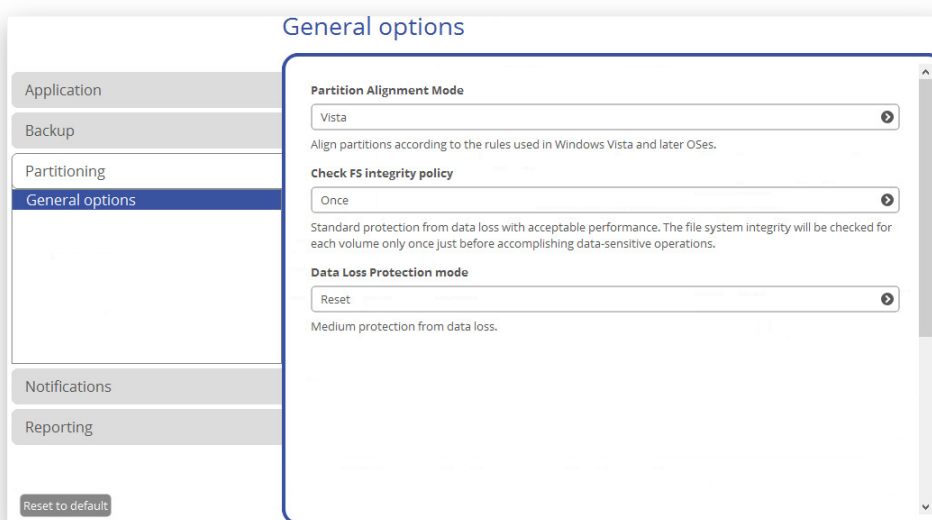 General options
Application
Backup
Partitioning
General options
Notifications
Reporting
Reset to default
Partition Alignment Mode
Vista
Align partitions according to the rules used in Windows Vista and later OSes.
Check FS integrity policy
Once
Standard protection from data loss with acceptable performance. The file system integrity will be checked for
each volume only once just before accomplishing data-sensitive operations.
Data Loss Protection mode
Reset
Medium protection from data loss.